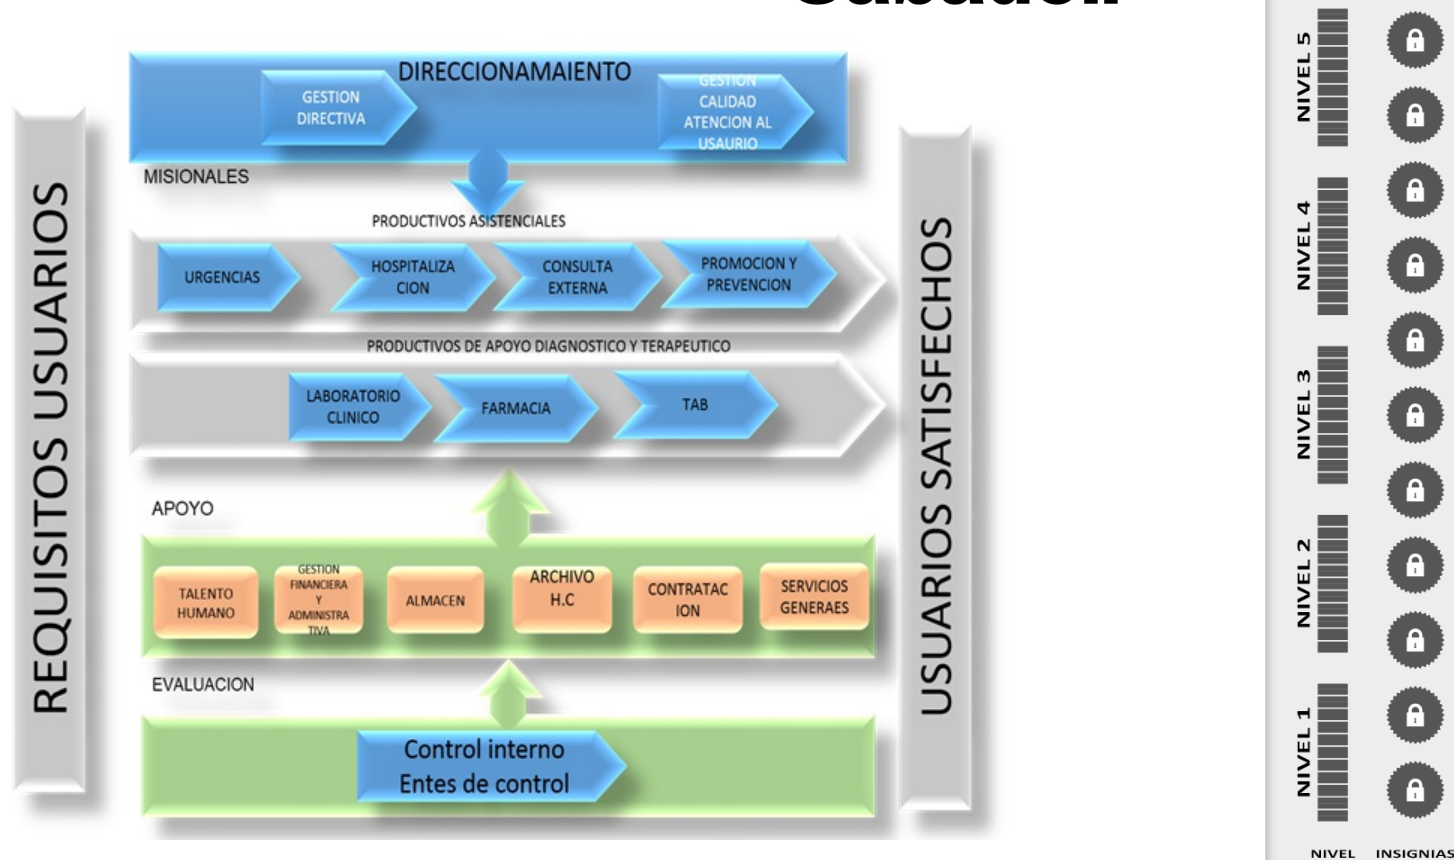 DIRECCIONAMAIENTO
GESTION
DIRECTIVA
GESTION
CALIDAD
ATENCION AL
USAURIO
MISIONALES
PRODUCTIVOS ASISTENCIALES
URGENCIAS
HOSPITALIZA
CION
CONSULTA
EXTERNA
PROMOCION Y
PREVENCION
PRODUCTIVOS DE APOYO DIAGNOSTICO Y TERAPEUTICO
LABORATORIO
CLINICO
FARMACIA
TAB
APOYO
TALENTO
HUMANO
GESTION
FINANCIERA
Y
ADMINISTRA
TIVA
ALMACEN
ARCHIVO
H.C
CONTRATAC
ION
SERVICIOS
GENERAES
EVALUACION
Control interno
Entes de control
REQUISITOS USUARIOS
USUARIOS SATISFECHOS
NIVEL 5
NIVEL 4
NIVEL 3
NIVEL 2
NIVEL 1
NIVEL
INSIGNIAS